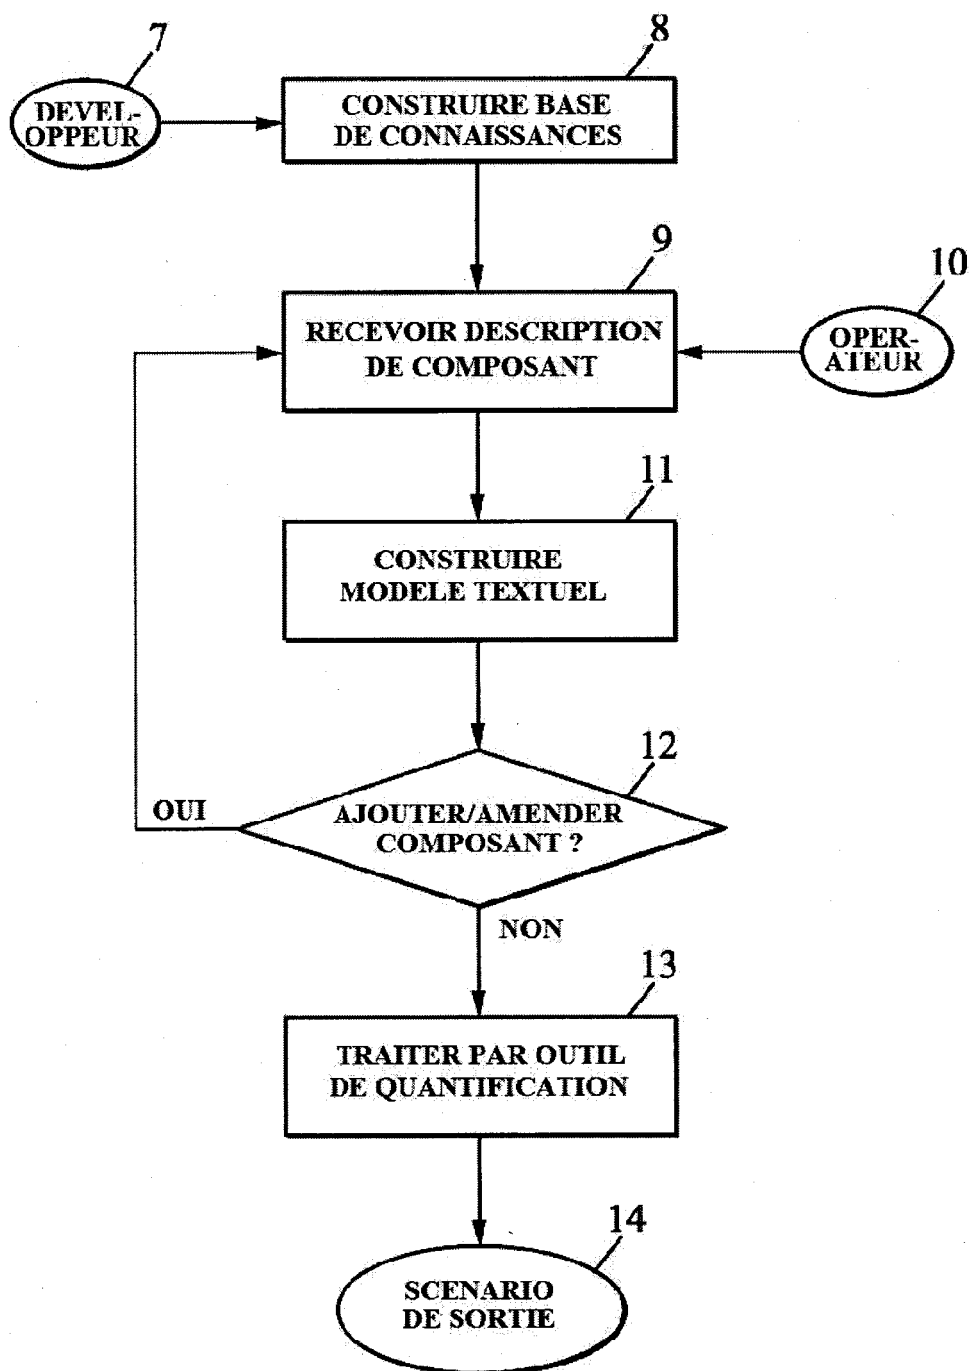 7
8
DEVEL-
OPPEUR
CONSTRUIRE BASE
DE CONNAISSANCES
9
10
RECEVOIR DESCRIPTION
DE COMPOSANT
OPER-
ATEUR
11
CONSTRUIRE
MODELE TEXTUEL
12
OUI
AJOUTER/AMENDER
COMPOSANT ?
NON
13
TRAITER PAR OUTIL
DE QUANTIFICATION
14
SCENARIO
DE SORTIE